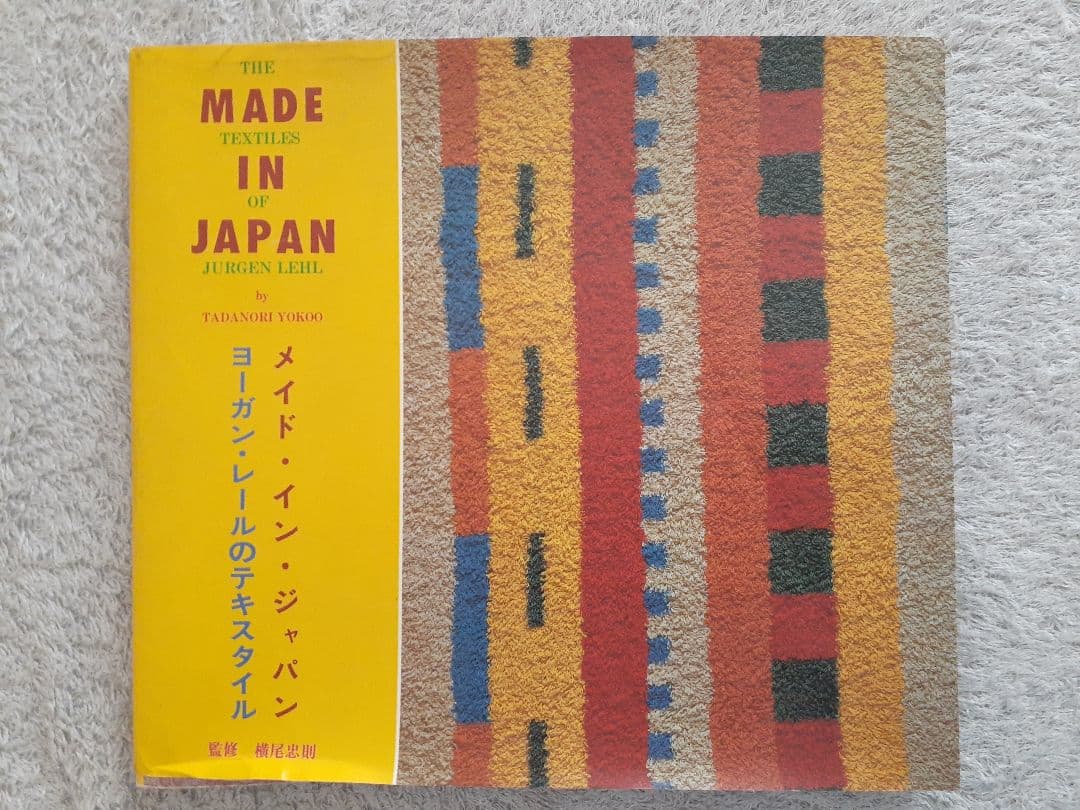 THE
MADE
TEXTILES
IN
OF
JAPAN
JURGEN LEHL
by
TADANORI YOKOO
メイド・イン・ジャパン
ヨーガン・レールのテキスタイル
監修 横尾忠則